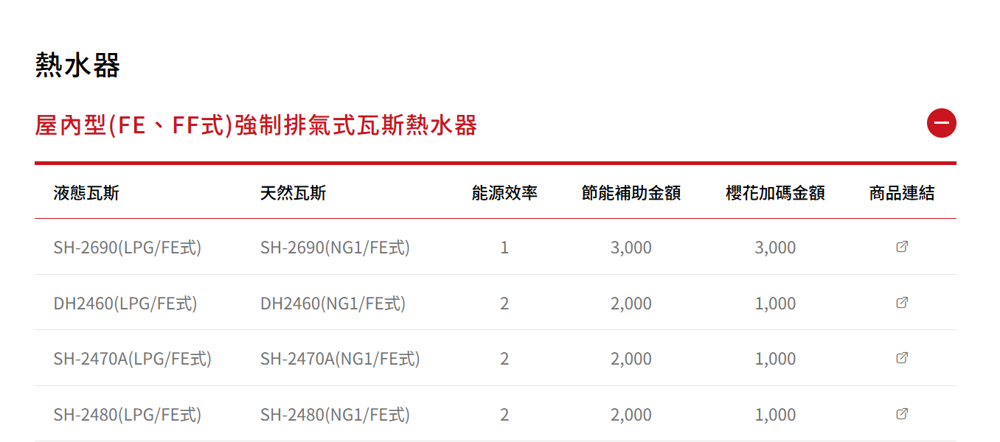 熱水器
屋內型(FE、FF式)強制排氣式瓦斯熱水器
液態瓦斯 天然瓦斯 能源效率 節能補助金額 櫻花加碼金額 商品連結
SH-2690(LPG/FE式) SH-2690(NG1/FE式) 1 3,000 3,000
DH2460(LPG/FE式) DH2460(NG1/FE式) 2 2,000 1,000
SH-2470A(LPG/FE式) SH-2470A(NG1/FE式) 2 2,000 1,000
SH-2480(LPG/FE式) SH-2480(NG1/FE式) 2 2,000 1,000